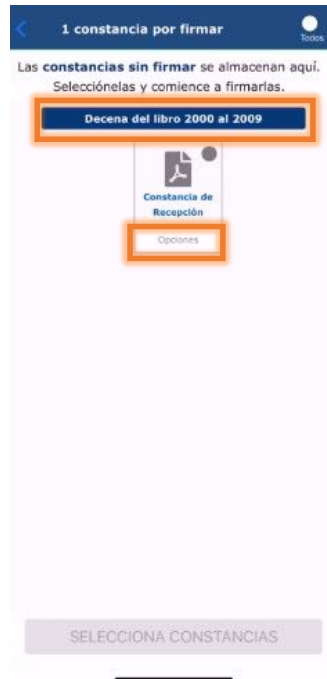 1 constancia por firmar
Todos
Las constancias sin firmar se almacenan aquí.
Selecciónelas y comience a firmarlas.
Decena del libro 2000 al 2009
Constancia de
Recepción
Opciones
SELECCIONA CONSTANCIAS